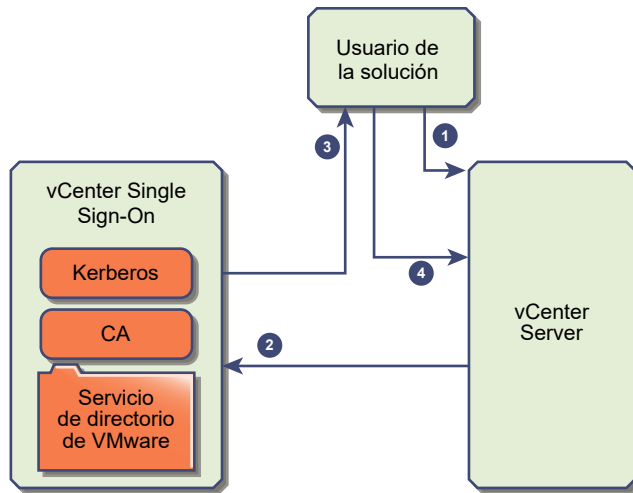 Usuario de
la solución
1
3
vCenter Single
Sign-On
Kerberos
4
vCenter
Server
CA
2
Servicio
de directorio
de VMware